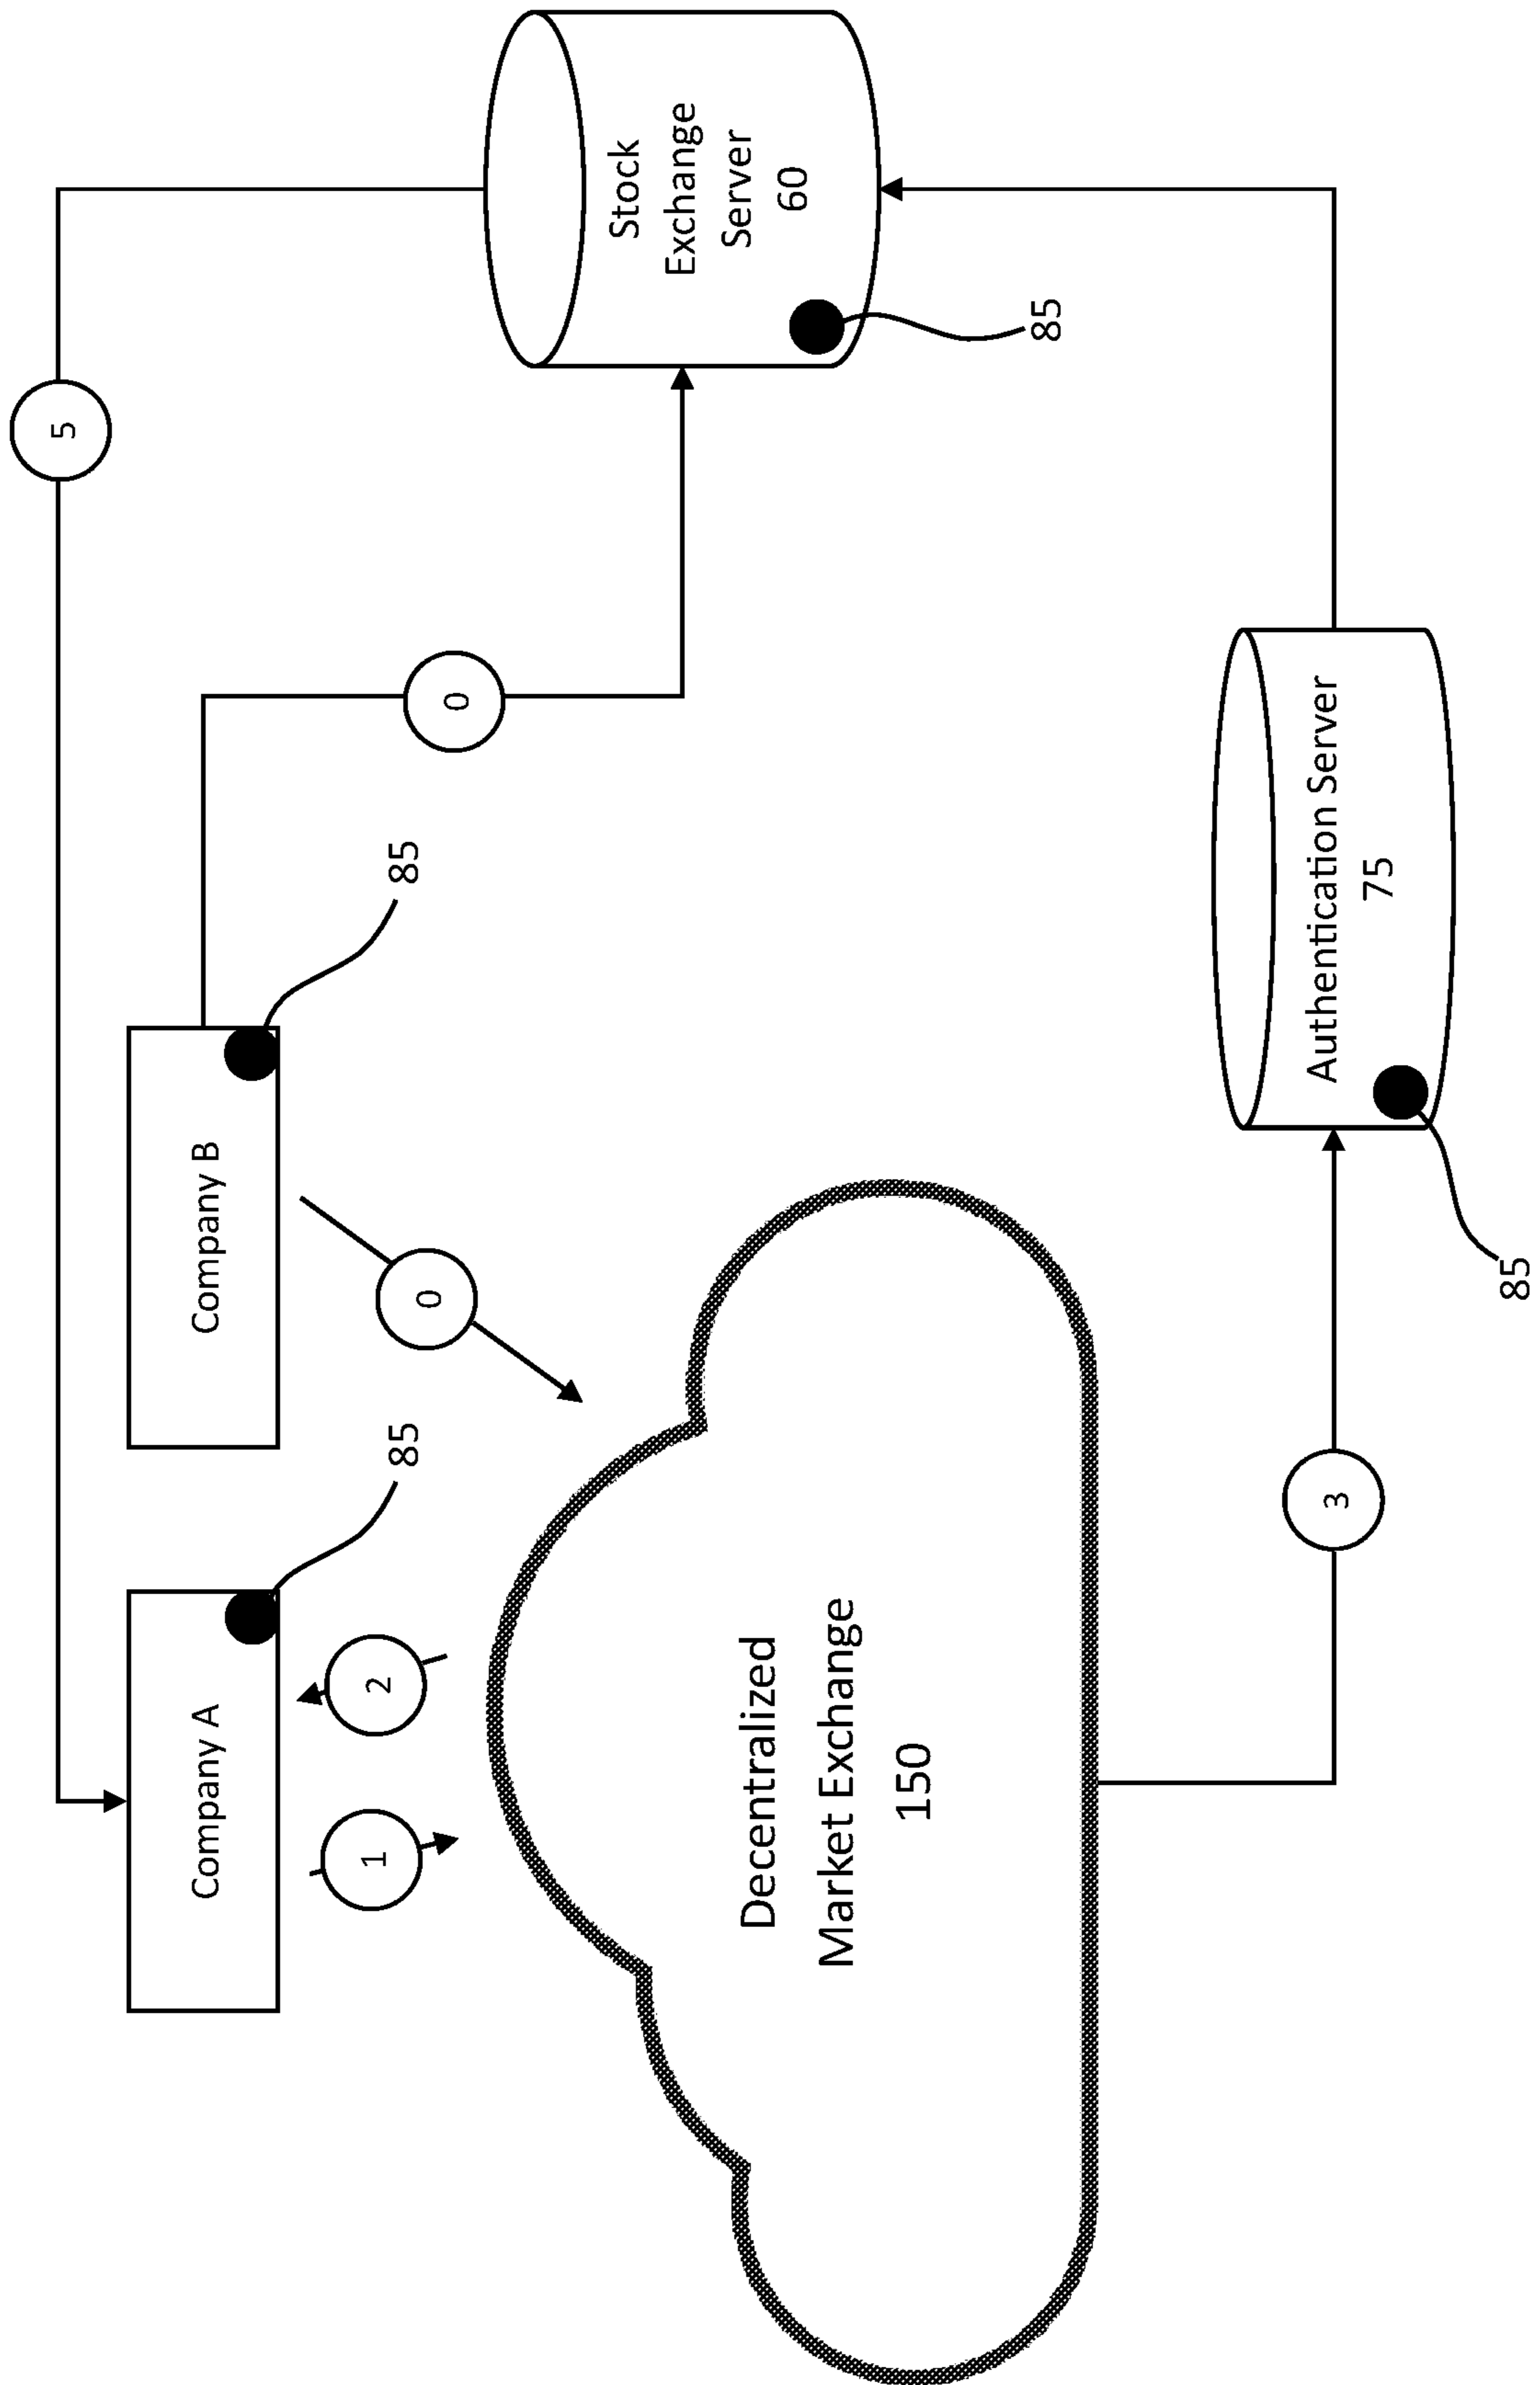 5
Company A
Company B
85
85
1
2
0
0
Stock
Exchange
Server
60
85
Decentralized
Market Exchange
150
3
Authentication Server
75
85